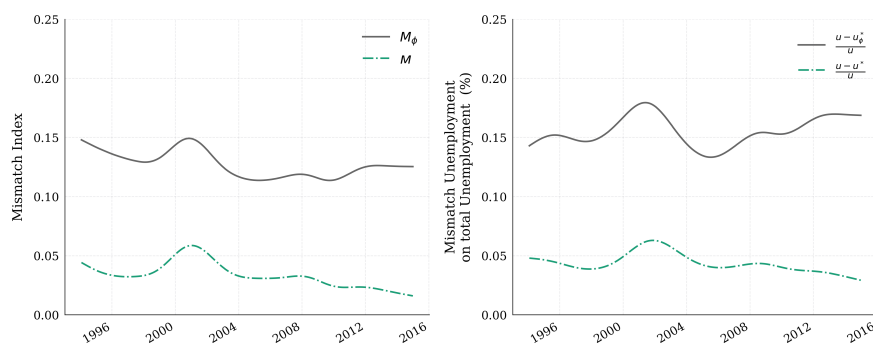 0.25
0.20
0.15
0.10
0.05
0.00
Mismatch Index
M_ϕ
M
1996
2000
2004
2008
2012
2016
0.25
0.20
0.15
0.10
0.05
0.00
Mismatch Unemployment
on total Unemployment (%)
u−u*_ϕ
u
u−u*
u
1996
2000
2004
2008
2012
2016